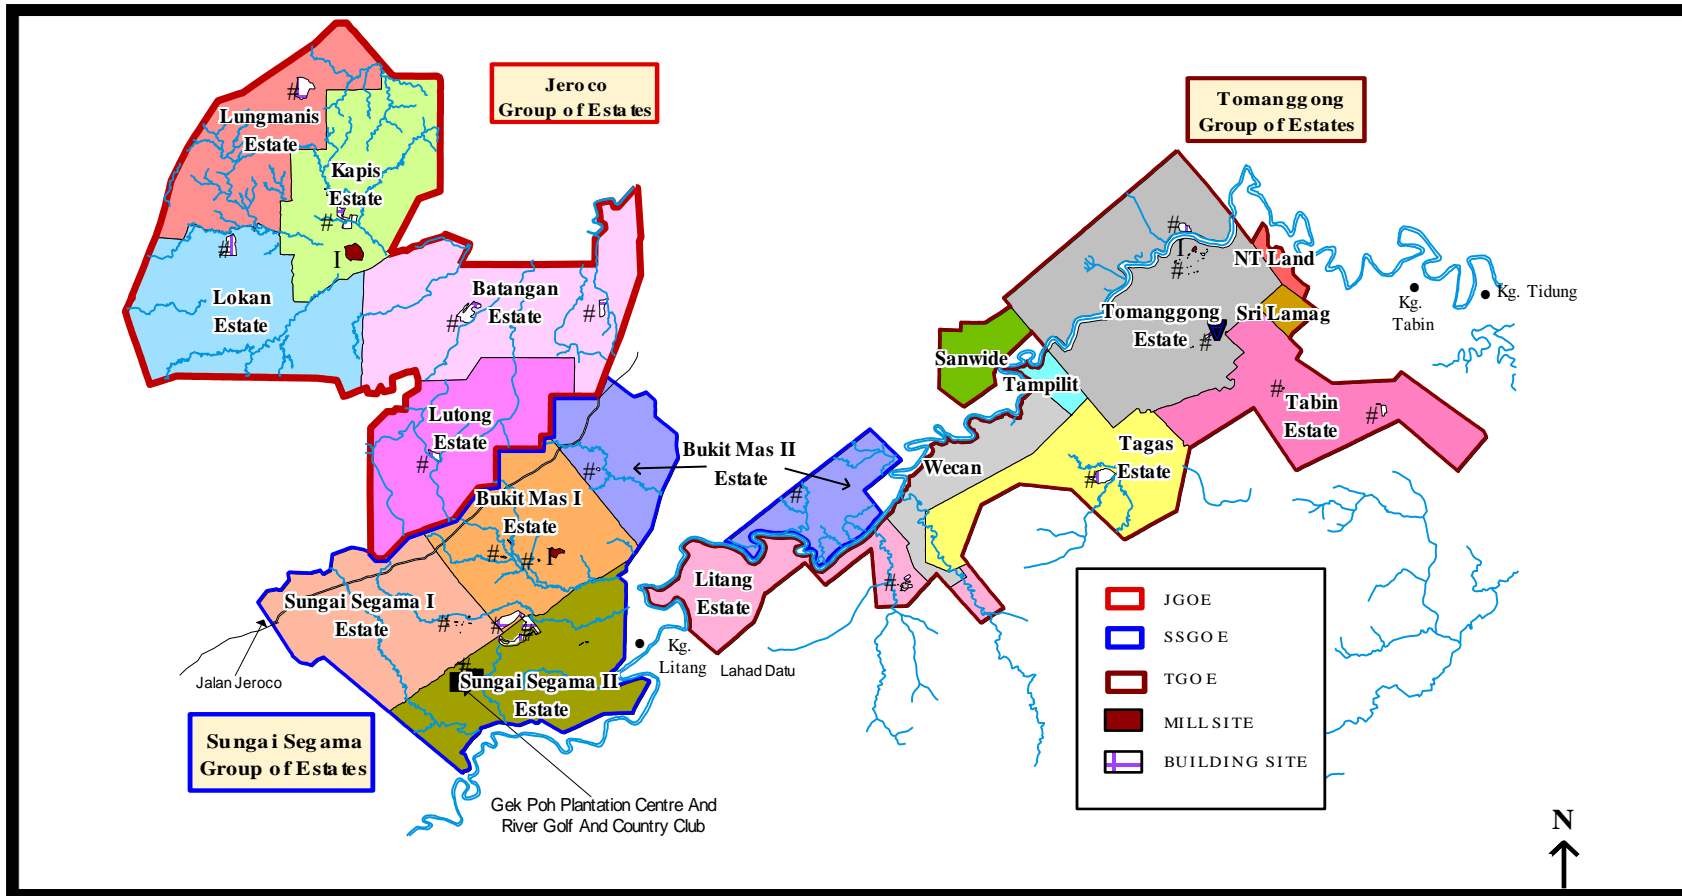 Jeroco
Group of Estates
Tomanggong
Group of Estates
Lungmanis
Estate
Kapis
Estate
Lokan
Estate
Batangan
Estate
Lutong
Estate
Bukit Mas II
Estate
Bukit Mas I
Estate
Sungai Segama I
Estate
Sungai Segama II
Estate
Jalan Jeroco
Sungai Segama
Group of Estates
Gek Poh Plantation Centre And
River Golf And Country Club
Kg.
Litang
Lahad Datu
Litang
Estate
Wecan
Sanwide
Tampilit
Tomanggong
Estate
NT Land
Sri Lamag
Tabin
Estate
Tagas
Estate
Kg.
Tabin
Kg. Tidung
JGOE
SSGOE
TGOE
MILL SITE
BUILDING SITE
N
# # # # # # # # # # # # # # # # # # # # # #
I
I
I